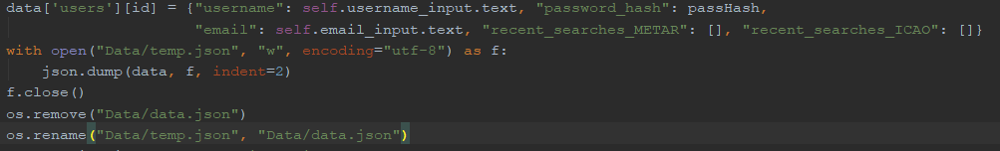 data['users'][id] = {"username": self.username_input.text, "password_hash": passHash,
"email": self.email_input.text, "recent_searches_METAR": [], "recent_searches_ICAO": []}
with open("Data/temp.json", "w", encoding="utf-8") as f:
json.dump(data, f, indent=2)
f.close()
os.remove("Data/data.json")
os.rename("Data/temp.json", "Data/data.json")